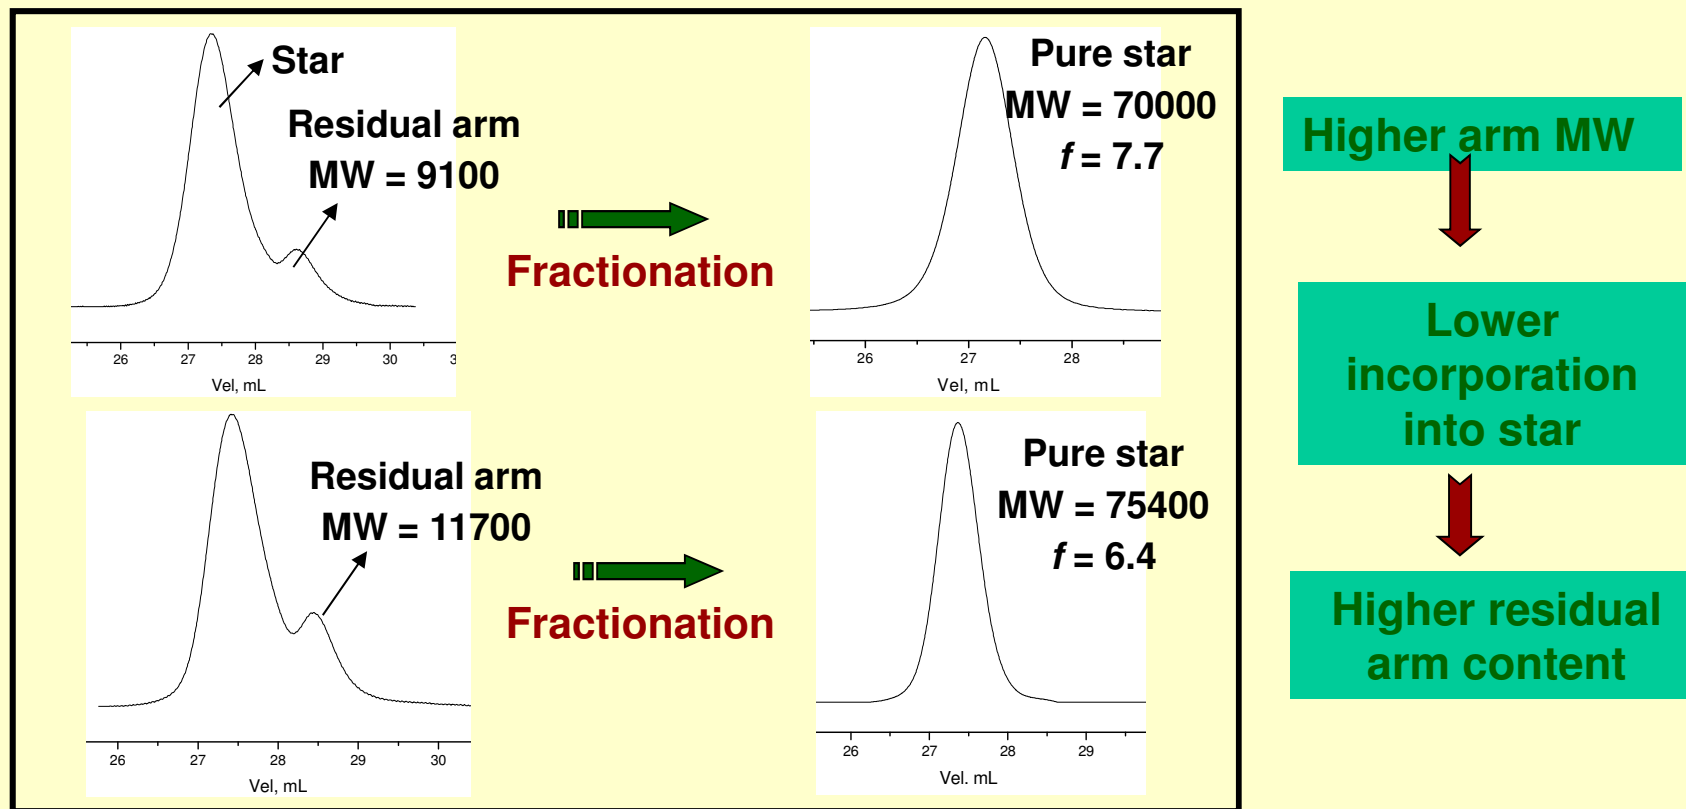 Star
Residual arm
MW = 9100
26 27 28 29 30 3
Vel, mL
Fractionation
Pure star
MW = 70000
f = 7.7
26 27 28
Vel, mL
Residual arm
MW = 11700
26 27 28 29 30
Vel, mL
Fractionation
Pure star
MW = 75400
f = 6.4
26 27 28 29
Vel. mL
Higher arm MW
Lower
incorporation
into star
Higher residual
arm content